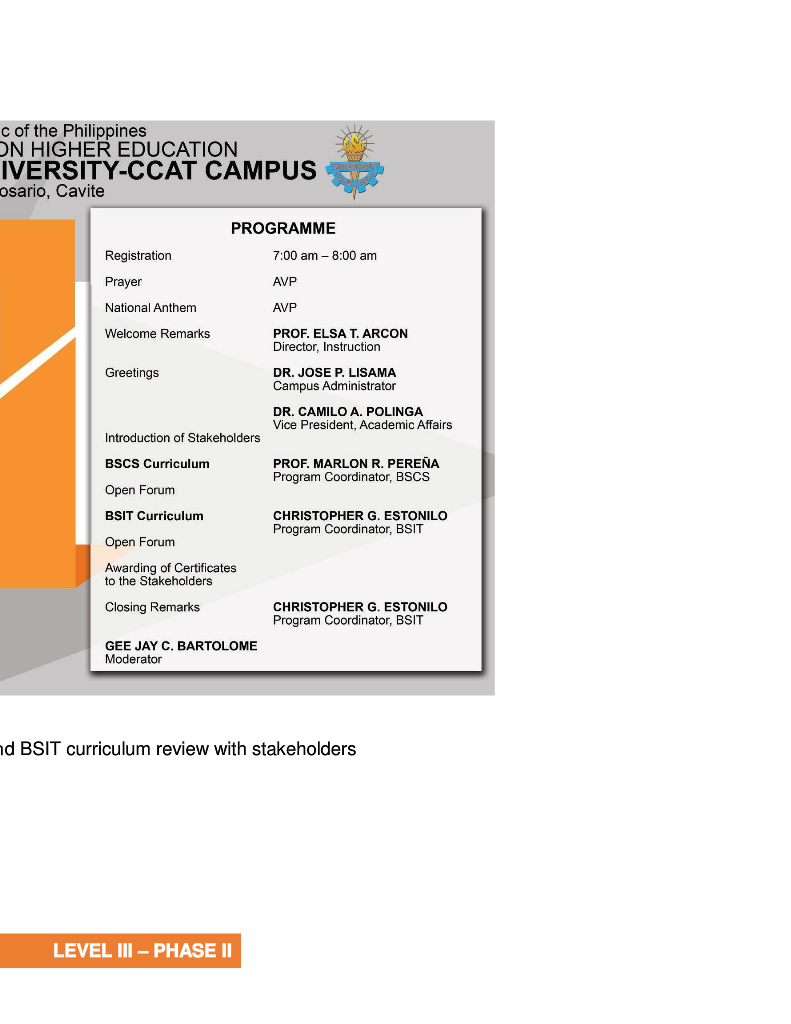 c of the Philippines
ON HIGHER EDUCATION
IVERSITY-CCAT CAMPUS
osario, Cavite
PROGRAMME
Registration 7:00 am – 8:00 am
Prayer AVP
National Anthem AVP
Welcome Remarks PROF. ELSA T. ARCON
Director, Instruction
Greetings DR. JOSE P. LISAMA
Campus Administrator
DR. CAMILO A. POLINGA
Vice President, Academic Affairs
Introduction of Stakeholders
BSCS Curriculum PROF. MARLON R. PEREÑA
Program Coordinator, BSCS
Open Forum
BSIT Curriculum CHRISTOPHER G. ESTONILO
Program Coordinator, BSIT
Open Forum
Awarding of Certificates
to the Stakeholders
Closing Remarks CHRISTOPHER G. ESTONILO
Program Coordinator, BSIT
GEE JAY C. BARTOLOME
Moderator
nd BSIT curriculum review with stakeholders
LEVEL III – PHASE II